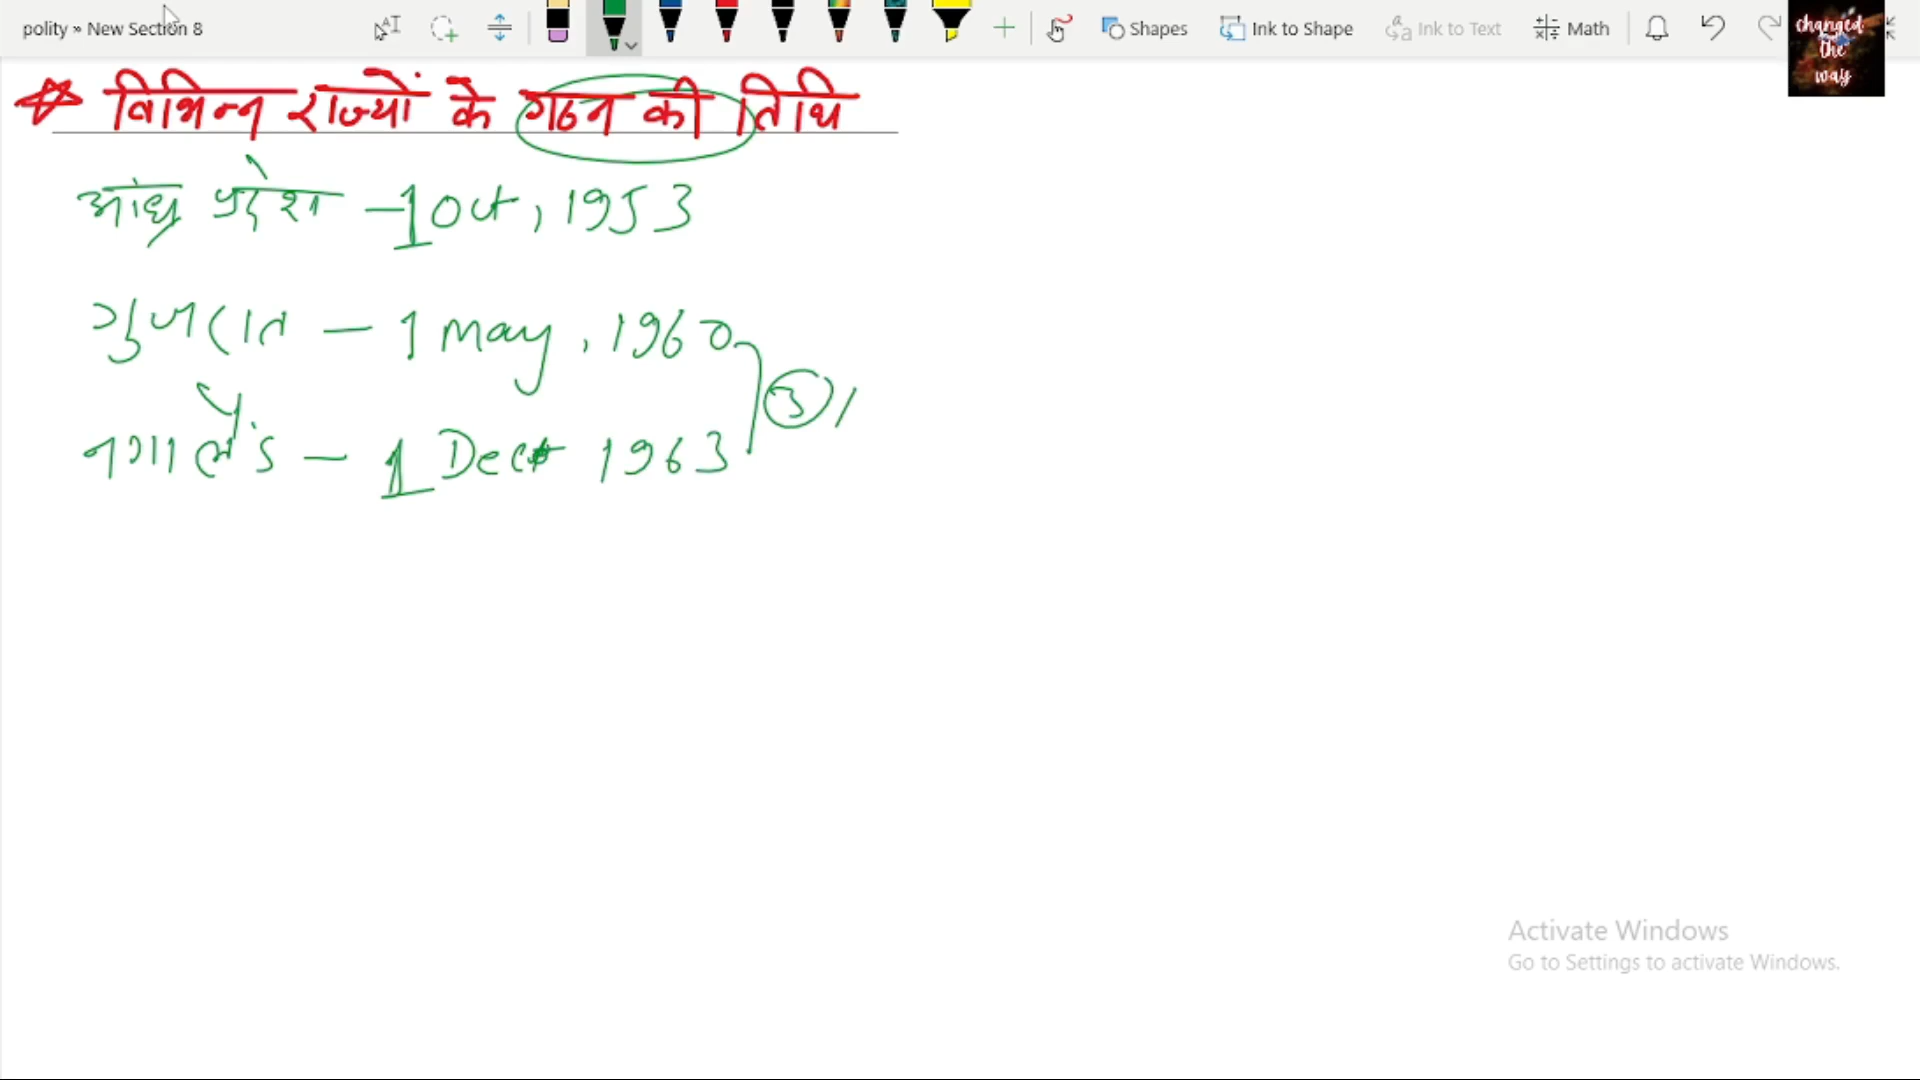 polity » New Section 8
Shapes
Ink to Shape
Ink to Text
Math
changed
the
way
विभिन्न राज्यों के गठन की तिथि
आंध्र प्रदेश – 1 Oct, 1953
गुजरात – 1 May, 1960
3
नागालैंड – 1 Dec 1963
Activate Windows
Go to Settings to activate Windows.